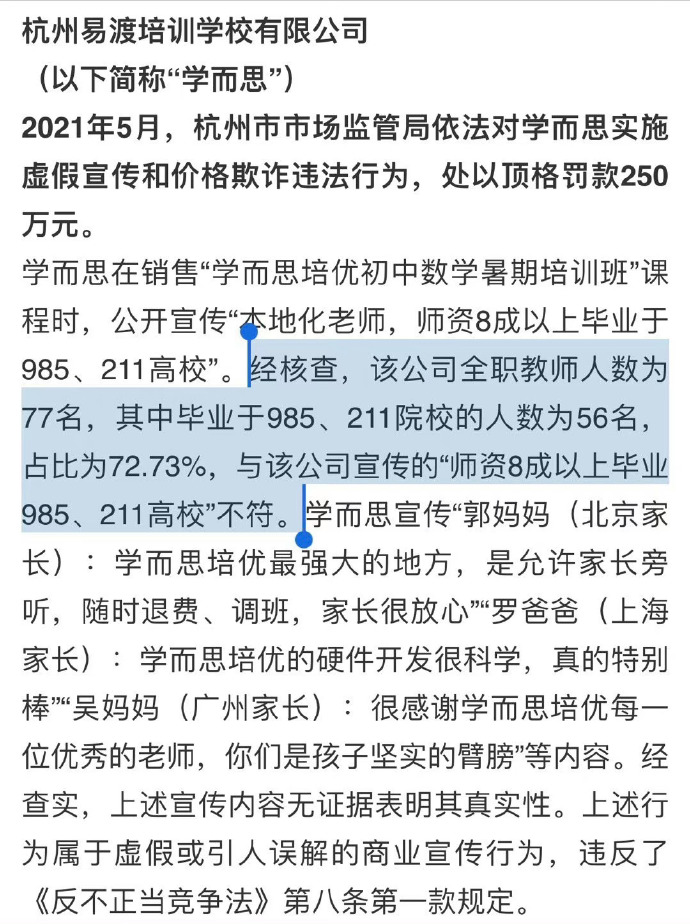 杭州易渡培训学校有限公司
（以下简称“学而思”）
2021年5月，杭州市市场监管局依法对学而思实施
虚假宣传和价格欺诈违法行为，处以顶格罚款250
万元。
学而思在销售“学而思培优初中数学暑期培训班”课
程时，公开宣传“本地化老师，师资8成以上毕业于
985、211高校”。经核查，该公司全职教师人数为
77名，其中毕业于985、211院校的人数为56名，
占比为72.73%，与该公司宣传的“师资8成以上毕业
985、211高校”不符。学而思宣传“郭妈妈（北京家
长）：学而思培优最强大的地方，是允许家长旁
听，随时退费、调班，家长很放心”“罗爸爸（上海
家长）：学而思培优的硬件开发很科学，真的特别
棒”“吴妈妈（广州家长）：很感谢学而思培优每一
位优秀的老师，你们是孩子坚实的臂膀”等内容。经
查实，上述宣传内容无证据表明其真实性。上述行
为属于虚假或引人误解的商业宣传行为，违反了
《反不正当竞争法》第八条第一款规定。